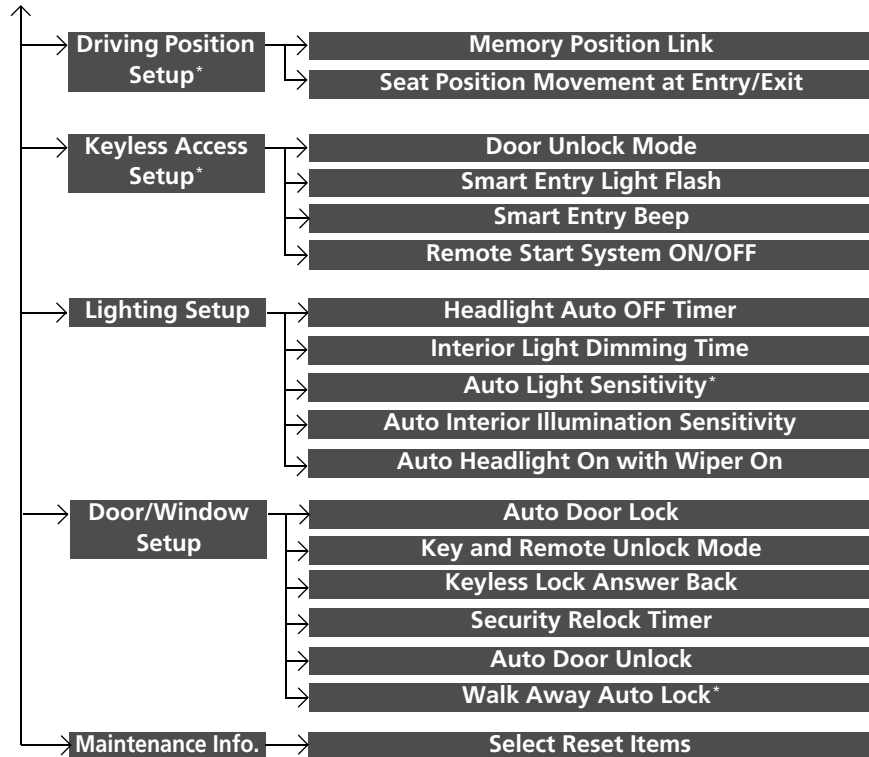 Driving Position
Setup*
Memory Position Link
Seat Position Movement at Entry/Exit
Keyless Access
Setup*
Door Unlock Mode
Smart Entry Light Flash
Smart Entry Beep
Remote Start System ON/OFF
Lighting Setup
Headlight Auto OFF Timer
Interior Light Dimming Time
Auto Light Sensitivity*
Auto Interior Illumination Sensitivity
Auto Headlight On with Wiper On
Door/Window
Setup
Auto Door Lock
Key and Remote Unlock Mode
Keyless Lock Answer Back
Security Relock Timer
Auto Door Unlock
Walk Away Auto Lock*
Maintenance Info.
Select Reset Items